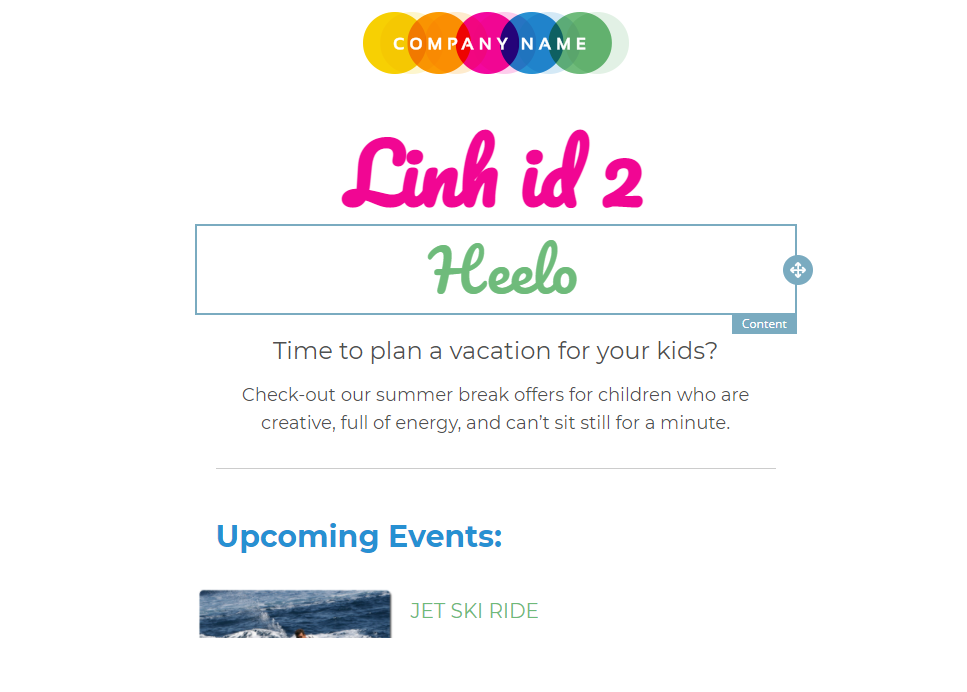 COMPANY NAME
Linh id 2
Heelo
Content
Time to plan a vacation for your kids?
Check-out our summer break offers for children who are
creative, full of energy, and can’t sit still for a minute.
Upcoming Events:
JET SKI RIDE